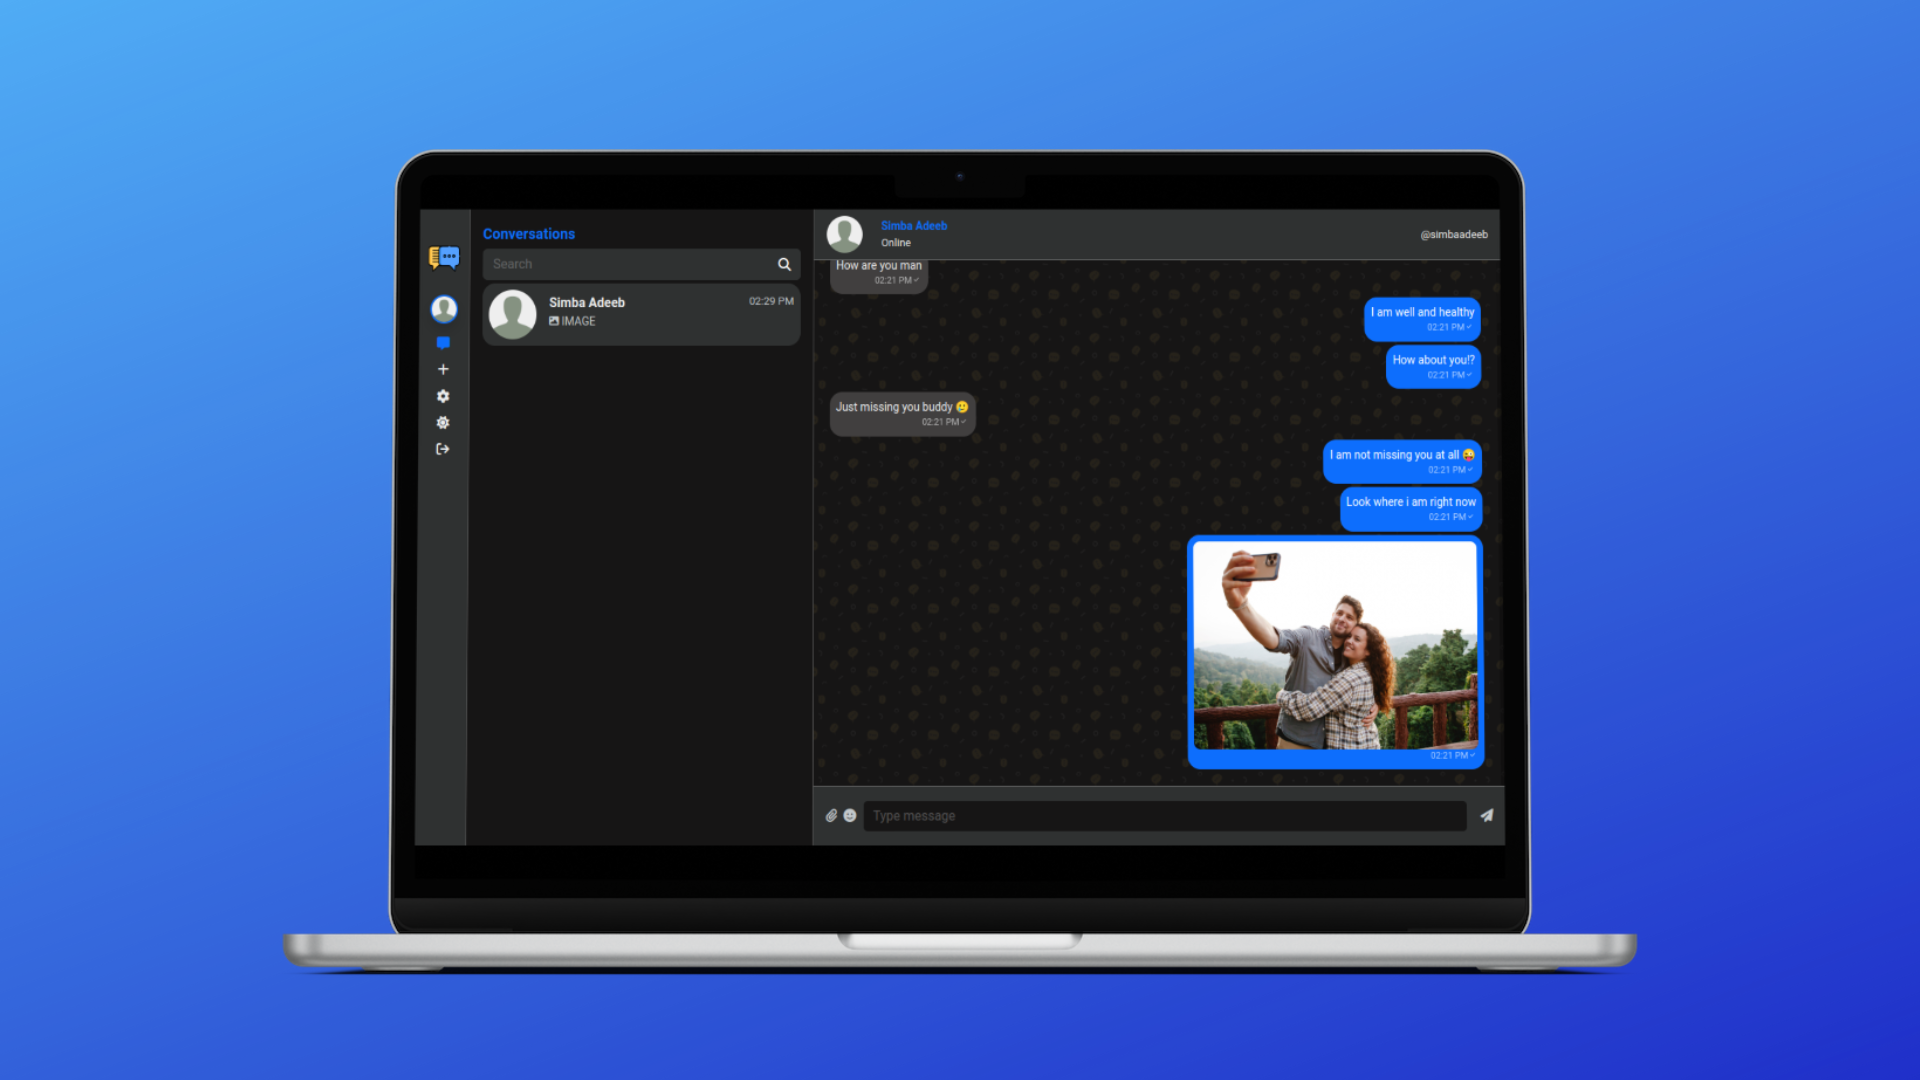 Conversations
Search
Simba Adeeb
02:29 PM
IMAGE
Simba Adeeb
Online
@simbaadeeb
How are you man
02:21 PM
I am well and healthy
02:21 PM
How about you!?
02:21 PM
Just missing you buddy 🥲
02:21 PM
I am not missing you at all 😜
02:21 PM
Look where i am right now
02:21 PM
02:21 PM
Type message